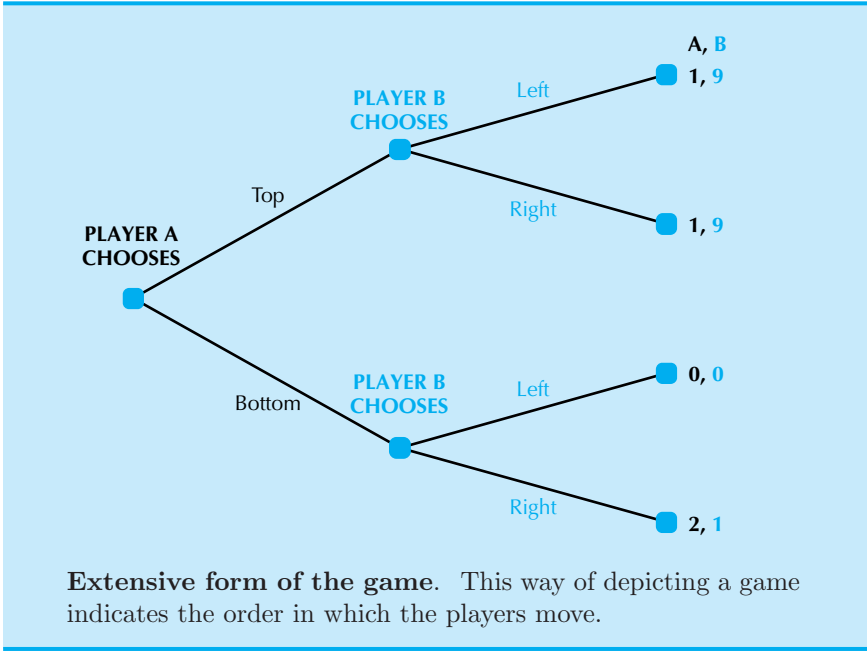 A, B
1, 9
Left
PLAYER B
CHOOSES
Top
Right
1, 9
PLAYER A
CHOOSES
PLAYER B
CHOOSES
Left
0, 0
Bottom
Right
2, 1
Extensive form of the game. This way of depicting a game
indicates the order in which the players move.